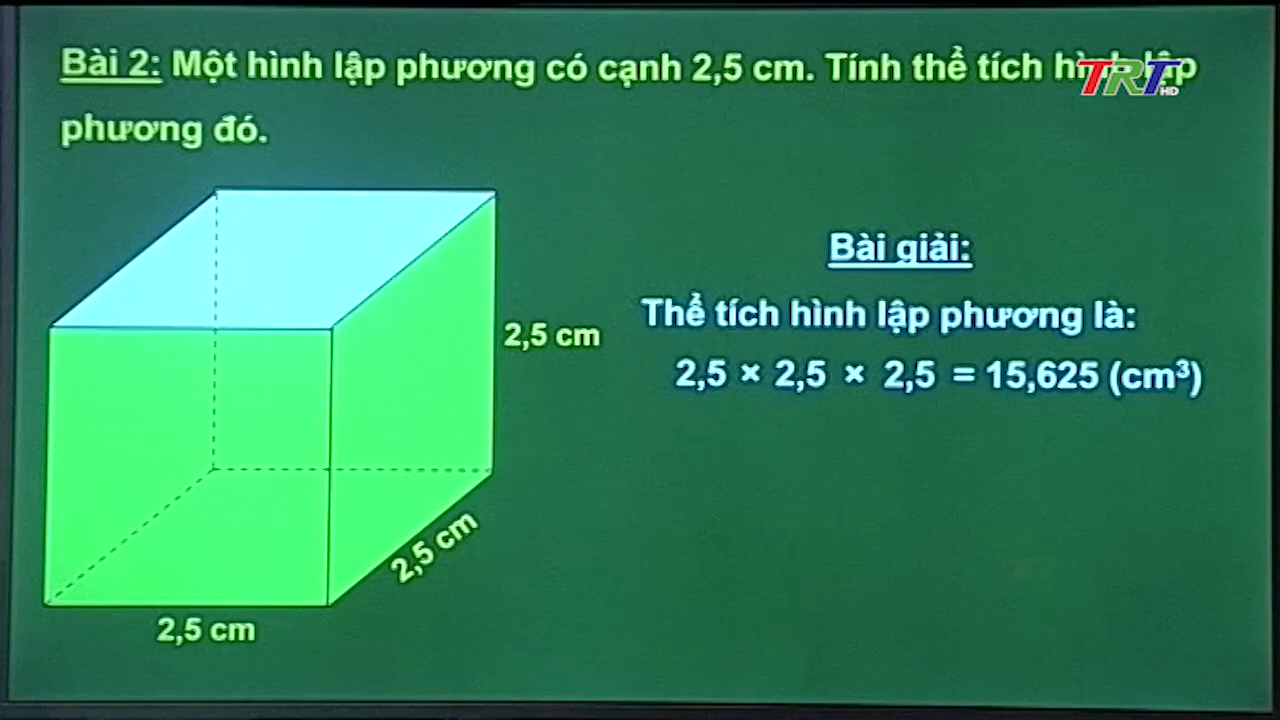 Bài 2: Một hình lập phương có cạnh 2,5 cm. Tính thể tích hình lập
TRT HD
phương đó.
Bài giải:
Thể tích hình lập phương là:
2,5 × 2,5 × 2,5 = 15,625 (cm³)
2,5 cm
2,5 cm
2,5 cm